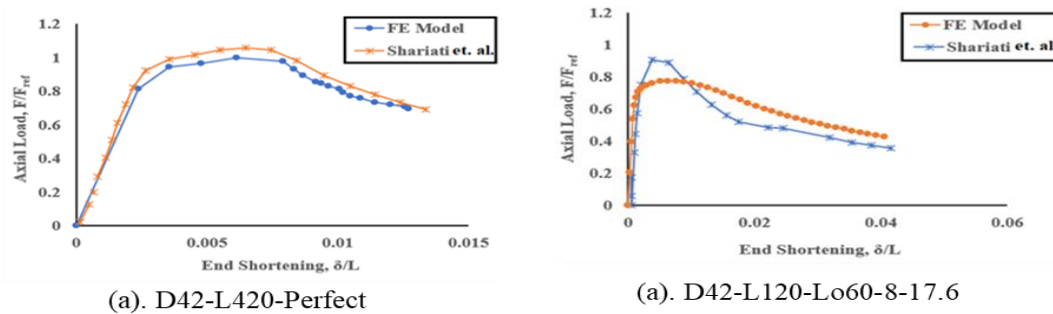 FE Model
Shariati et. al.
1.2
1
0.8
0.6
0.4
0.2
0
0
0.005
0.01
0.015
Axial Load, F/Fref
End Shortening, δ/L
(a). D42-L420-Perfect
FE Model
Shariati et. al.
1.2
1
0.8
0.6
0.4
0.2
0
0
0.02
0.04
0.06
Axial Load, F/Fref
End Shortening, δ/L
(a). D42-L120-Lo60-8-17.6